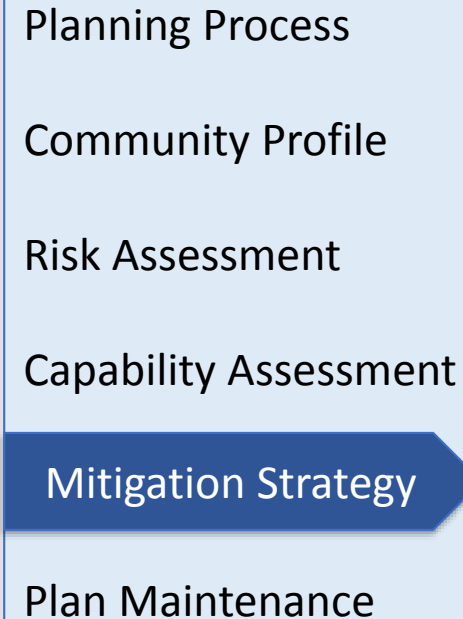 Planning Process
Community Profile
Risk Assessment
Capability Assessment
Mitigation Strategy
Plan Maintenance